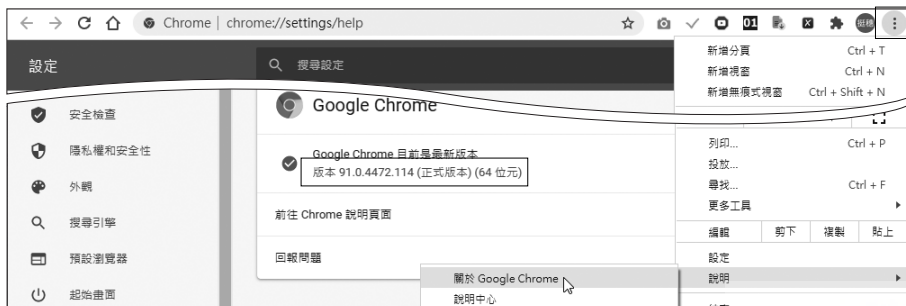 Chrome | chrome://settings/help
01
設定
搜尋設定
新增分頁 Ctrl + T
新增視窗 Ctrl + N
新增無痕式視窗 Ctrl + Shift + N
安全檢查
隱私權和安全性
外觀
搜尋引擎
預設瀏覽器
起始畫面
Google Chrome
Google Chrome 目前是最新版本
版本 91.0.4472.114 (正式版本) (64 位元)
前往 Chrome 說明頁面
回報問題
列印... Ctrl + P
投放...
尋找... Ctrl + F
更多工具
編輯 剪下 複製 貼上
設定
說明
關於 Google Chrome
說明中心